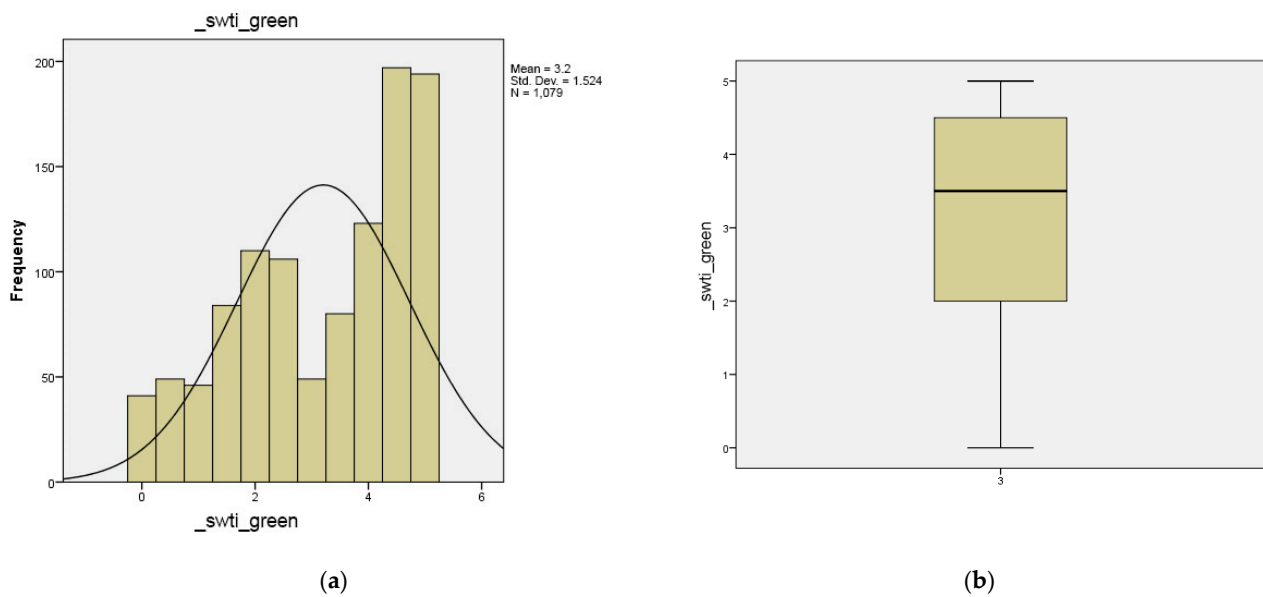 _swti_green
Mean = 3.2
Std. Dev. = 1.524
N = 1,079
Frequency
200
150
100
50
0
0 2 4 6
_swti_green
(a)
_swti_green
5
4
3
2
1
0
3
(b)